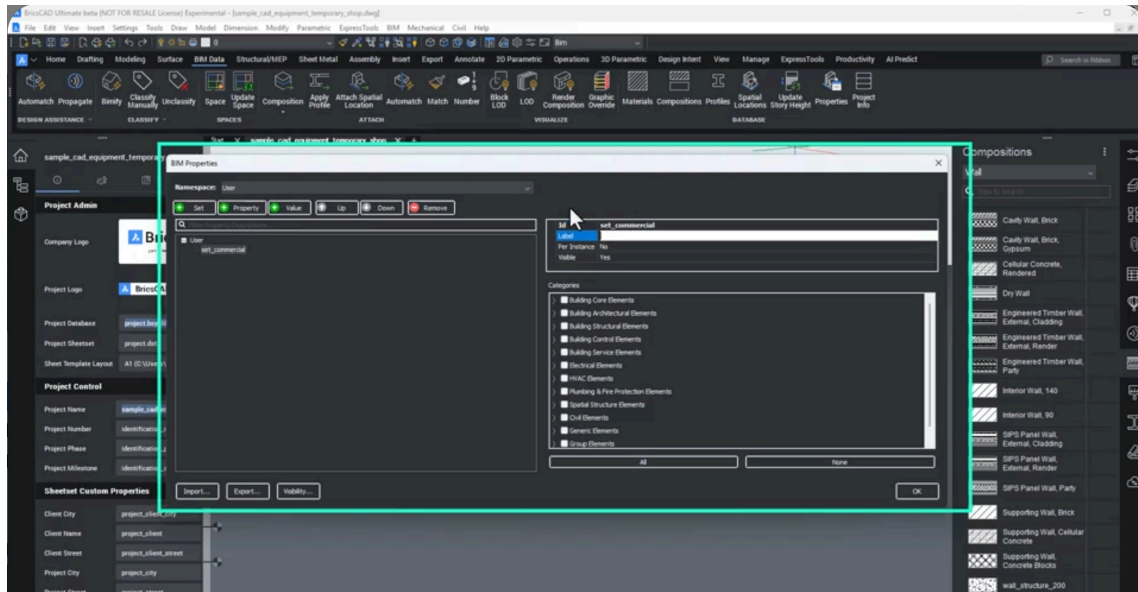 BricsCAD Ultimate beta (NOT FOR RESALE License) Experimental - [sample_cad_equipment_temporary_shop.dwg]
File Edit View Insert Settings Tools Draw Model Dimension Modify Parametric ExpressTools BIM Mechanical Civil Help
0 Bim
Home Drafting Modeling Surface BIM Data Structural/MEP Sheet Metal Assembly Insert Export Annotate 2D Parametric Operations 3D Parametric Design Intent View Manage ExpressTools Productivity AI Predict Search in Ribbon
Automatch Propagate Bimify Classify Manually Unclassify Space Update Space Composition Apply Profile Attach Spatial Location Automatch Match Number Block LOD LOD Render Composition Graphic Override Materials Compositions Profiles Spatial Locations Update Story Height Properties Project Info
DESIGN ASSISTANCE CLASSIFY SPACES ATTACH VISUALIZE DATABASE
Start sample_cad_equipment_temporary_shop
sample_cad_equipment_temporary
Project Admin
Company Logo
Project Logo
BricsCA
Project Database
Project Sheetset project.dst
Sheet Template Layout
Project Control
Project Name
Project Number
Project Phase
Project Milestone
Sheetset Custom Properties
Client City project_client_city
Client Name project_client
Client Street project_client_street
Project City project_city
BIM Properties
Namespace: User
Set Property Value Up Down Remove
User
set_commercial
Id set_commercial
Label
Per Instance No
Visible Yes
Categories
Building Core Elements
Building Architectural Elements
Building Structural Elements
Building Control Elements
Building Service Elements
Electrical Elements
HVAC Elements
Plumbing & Fire Protection Elements
Spatial Structure Elements
Civil Elements
Generic Elements
Group Elements
All None
Import... Export... Visibility... OK
Compositions
Wall
Type to search
Cavity Wall, Brick
Cavity Wall, Brick,
Gypsum
Cellular Concrete,
Rendered
Dry Wall
Engineered Timber Wall,
External, Cladding
Engineered Timber Wall,
External, Render
Engineered Timber Wall,
Party
Interior Wall, 140
Interior Wall, 90
SIPS Panel Wall,
External, Cladding
SIPS Panel Wall,
External, Render
SIPS Panel Wall, Party
Supporting Wall, Brick
Supporting Wall, Cellular
Concrete
Supporting Wall,
Concrete Blocks
wall_structure_200